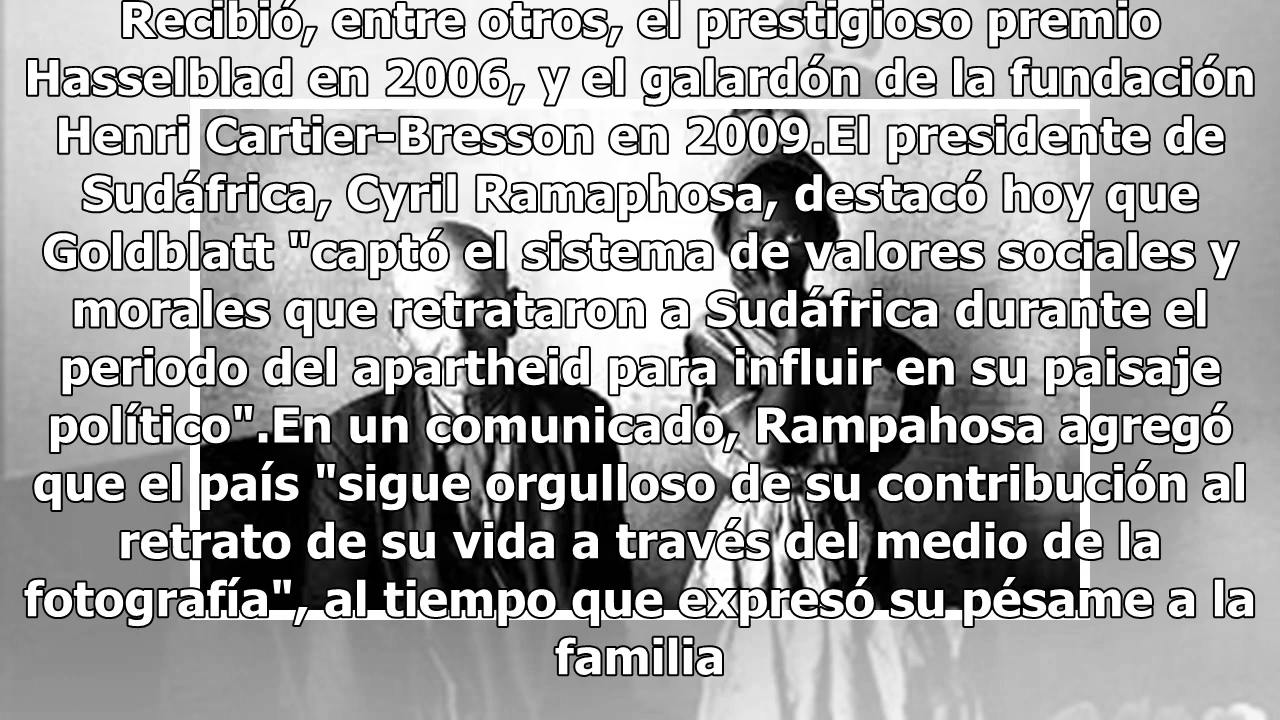 Recibió, entre otros, el prestigioso premio
Hasselblad en 2006, y el galardón de la fundación
Henri Cartier-Bresson en 2009.El presidente de
Sudáfrica, Cyril Ramaphosa, destacó hoy que
Goldblatt "captó el sistema de valores sociales y
morales que retrataron a Sudáfrica durante el
periodo del apartheid para influir en su paisaje
político".En un comunicado, Rampahosa agregó
que el país "sigue orgulloso de su contribución al
retrato de su vida a través del medio de la
fotografía", al tiempo que expresó su pésame a la
familia